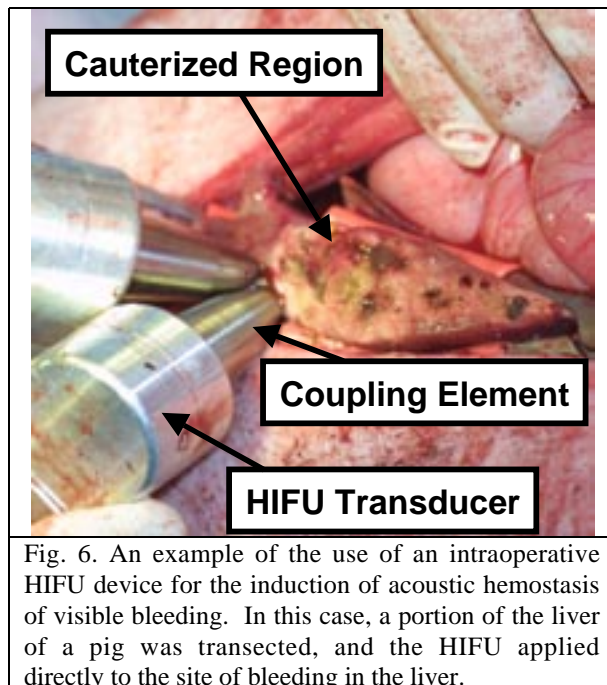 Cauterized Region
Coupling Element
HIFU Transducer
Fig. 6. An example of the use of an intraoperative
HIFU device for the induction of acoustic hemostasis
of visible bleeding. In this case, a portion of the liver
of a pig was transected, and the HIFU applied
directly to the site of bleeding in the liver.